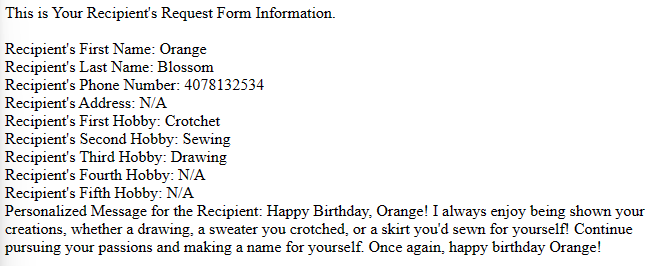 This is Your Recipient's Request Form Information.
Recipient's First Name: Orange
Recipient's Last Name: Blossom
Recipient's Phone Number: 4078132534
Recipient's Address: N/A
Recipient's First Hobby: Crotchet
Recipient's Second Hobby: Sewing
Recipient's Third Hobby: Drawing
Recipient's Fourth Hobby: N/A
Recipient's Fifth Hobby: N/A
Personalized Message for the Recipient: Happy Birthday, Orange! I always enjoy being shown your
creations, whether a drawing, a sweater you crotched, or a skirt you'd sewn for yourself! Continue
pursuing your passions and making a name for yourself. Once again, happy birthday Orange!